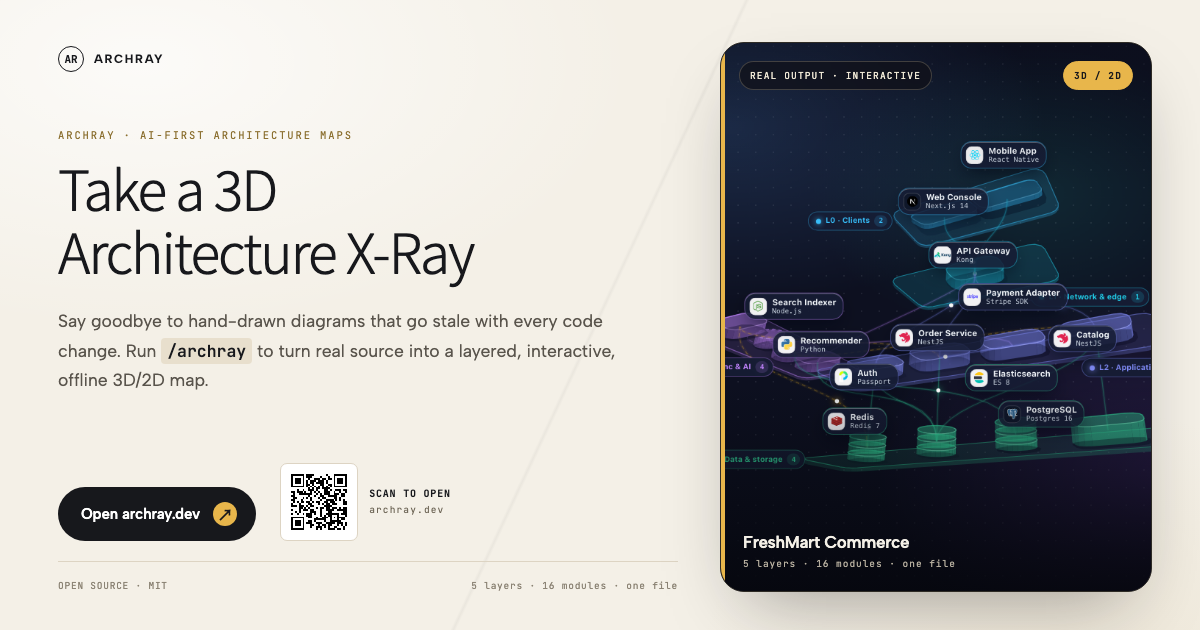 AR ARCHRAY
ARCHRAY · AI-FIRST ARCHITECTURE MAPS
Take a 3D
Architecture X-Ray
Say goodbye to hand-drawn diagrams that go stale with every code
change. Run /archray to turn real source into a layered, interactive,
offline 3D/2D map.
Open archray.dev ↗
SCAN TO OPEN
archray.dev
OPEN SOURCE · MIT
5 layers · 16 modules · one file
REAL OUTPUT · INTERACTIVE
3D / 2D
Mobile App
React Native
Web Console
Next.js 14
L0 · Clients 2
API Gateway
Kong
Payment Adapter
Stripe SDK
Network & edge 1
Search Indexer
Node.js
Recommender
Python
Order Service
NestJS
Catalog
NestJS
nc & AI 4
Auth
Passport
Elasticsearch
ES 8
L2 · Applicati
Redis
Redis 7
PostgreSQL
Postgres 16
Data & storage 4
FreshMart Commerce
5 layers · 16 modules · one file